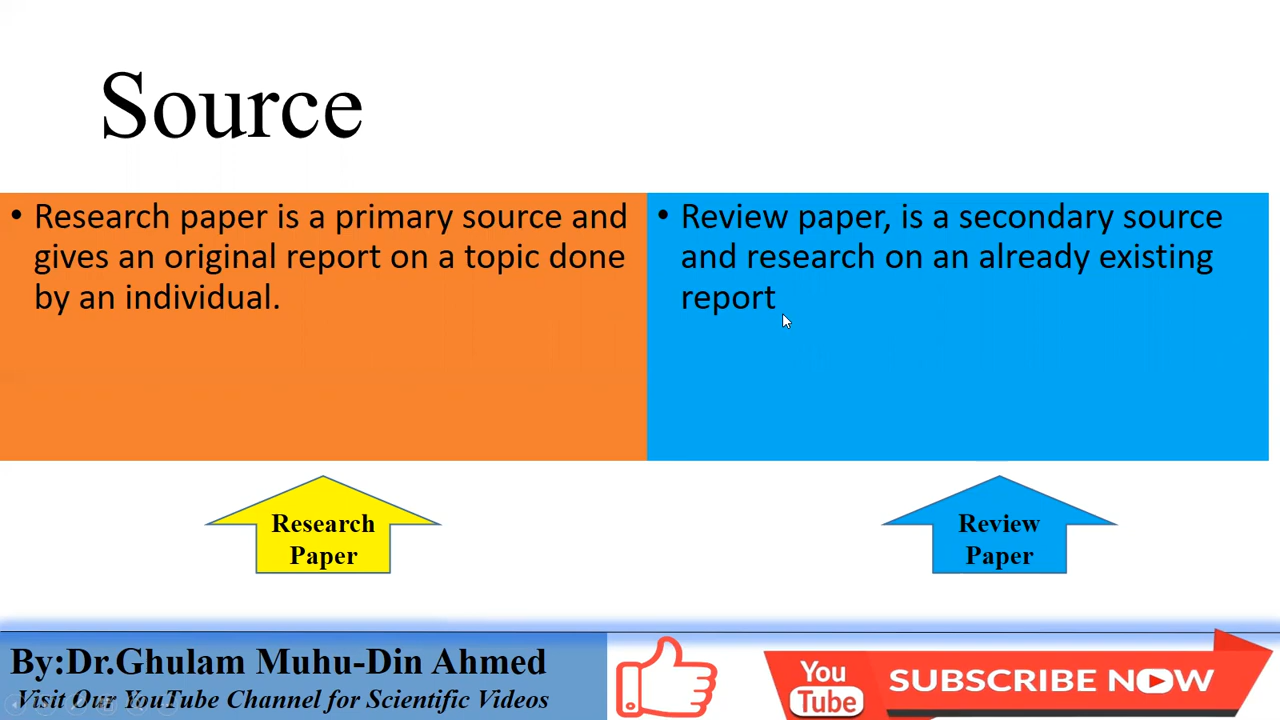 Source
• Research paper is a primary source and
gives an original report on a topic done
by an individual.
• Review paper, is a secondary source
and research on an already existing
report
Research
Paper
Review
Paper
By:Dr.Ghulam Muhu-Din Ahmed
Visit Our YouTube Channel for Scientific Videos
You
Tube
SUBSCRIBE NOW